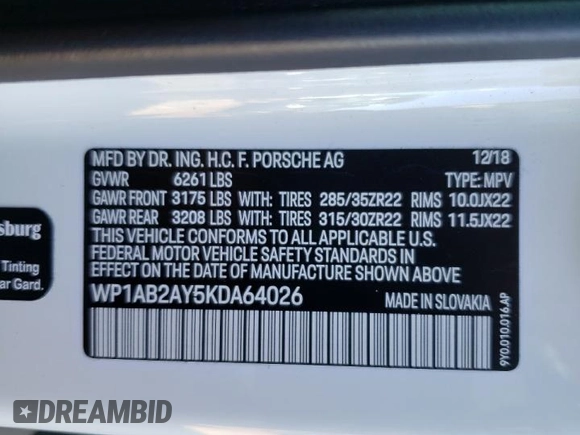 MFD BY DR. ING. H.C. F. PORSCHE AG 12/18
GVWR 6261 LBS TYPE: MPV
GAWR FRONT 3175 LBS WITH: TIRES 285/35ZR22 RIMS 10.0JX22
GAWR REAR 3208 LBS WITH: TIRES 315/30ZR22 RIMS 11.5JX22
THIS VEHICLE CONFORMS TO ALL APPLICABLE U.S.
FEDERAL MOTOR VEHICLE SAFETY STANDARDS IN
EFFECT ON THE DATE OF MANUFACTURE SHOWN ABOVE.
WP1AB2AY5KDA64026 MADE IN SLOVAKIA
9Y0.010.016.AP
sburg
Tinting
ar Gard.
DREAMBID